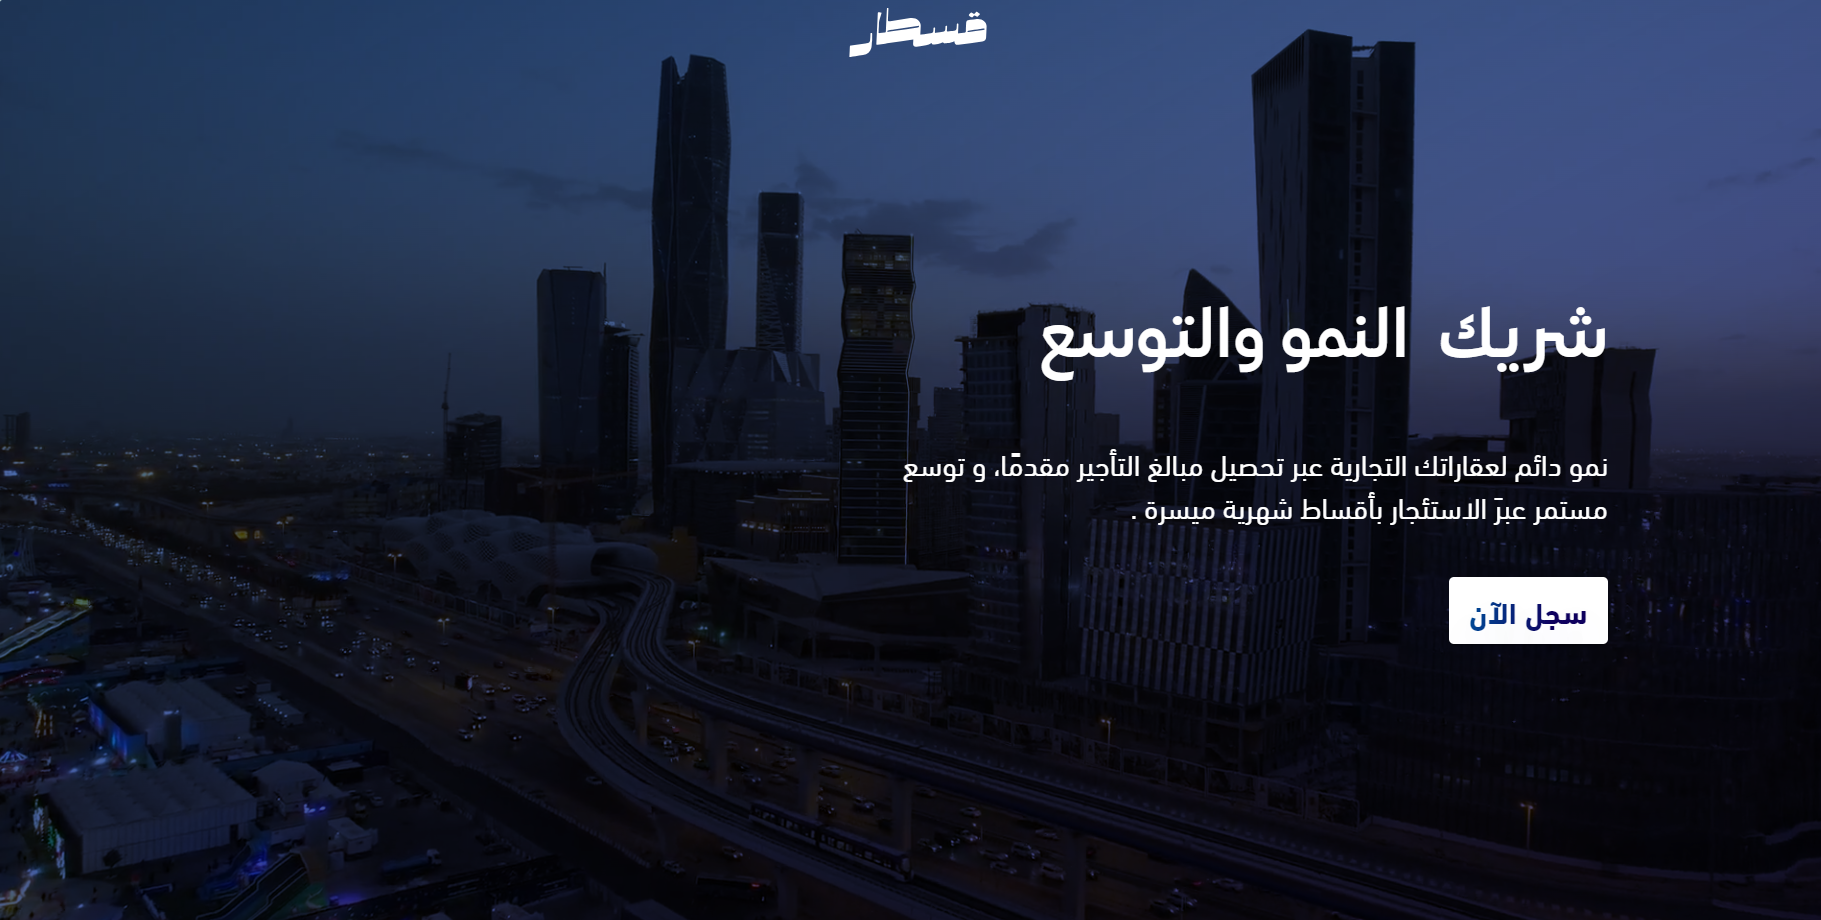 قسطار
شريك النمو والتوسع
نمو دائم لعقاراتك التجارية عبر تحصيل مبالغ التأجير مقدمًا، و توسع
مستمر عبرَ الاستئجار بأقساط شهرية ميسرة .
سجل الآن